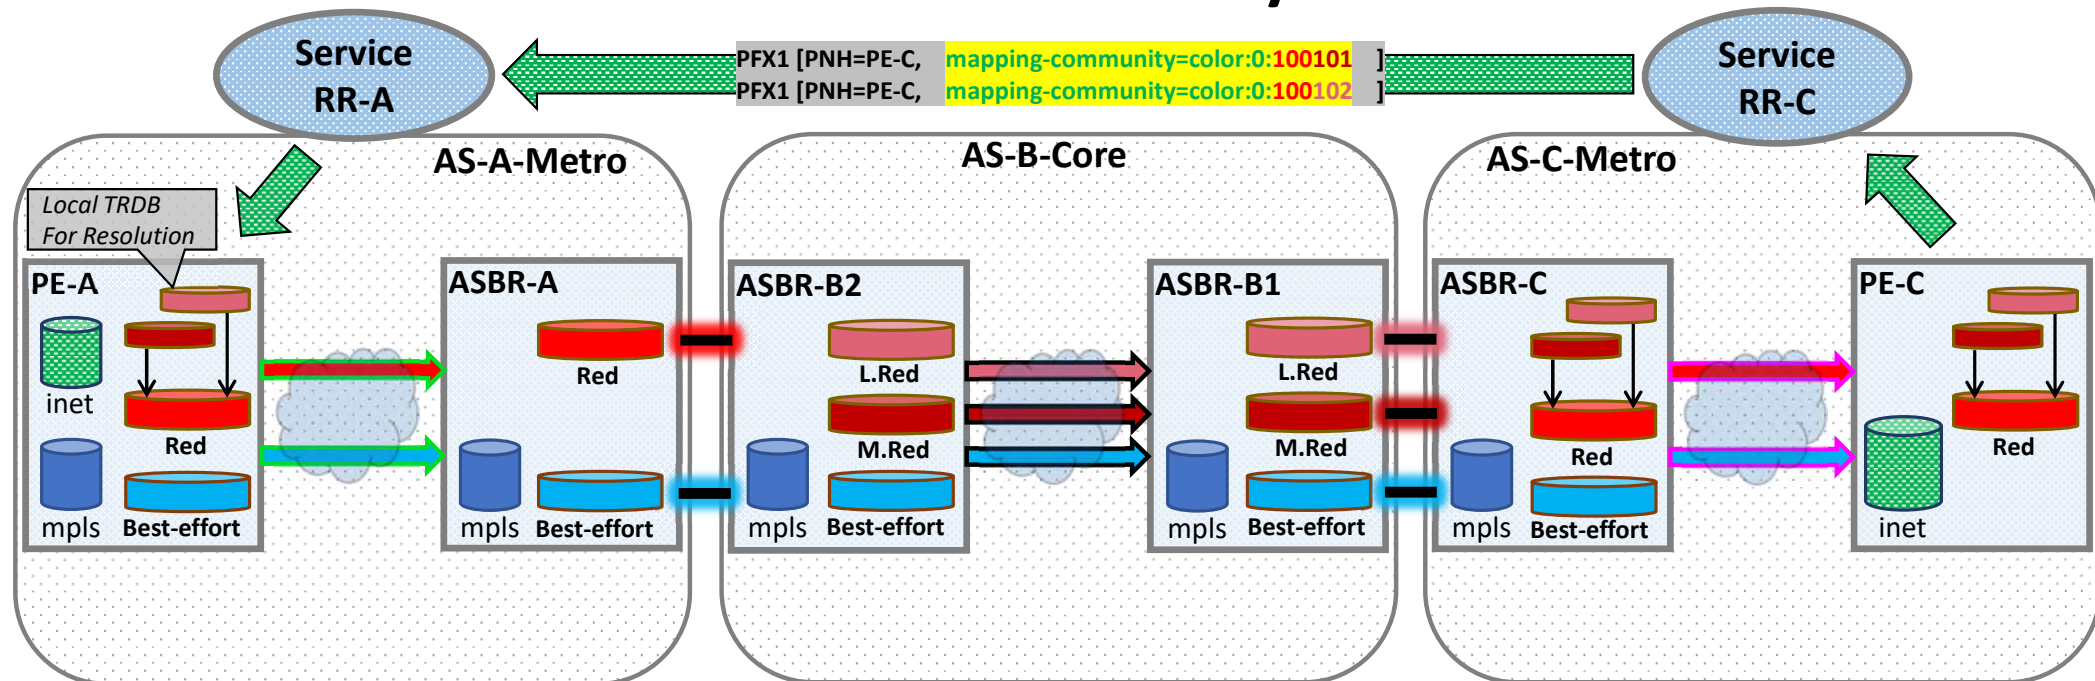 Service
RR-A
PFX1 [PNH=PE-C, mapping-community=color:0:100101 ]
PFX1 [PNH=PE-C, mapping-community=color:0:100102 ]
Service
RR-C
AS-A-Metro
AS-B-Core
AS-C-Metro
Local TRDB
For Resolution
PE-A
inet
Red
mpls
Best-effort
ASBR-A
Red
mpls
Best-effort
ASBR-B2
L.Red
M.Red
mpls
Best-effort
ASBR-B1
L.Red
M.Red
mpls
Best-effort
ASBR-C
Red
mpls
Best-effort
PE-C
Red
inet